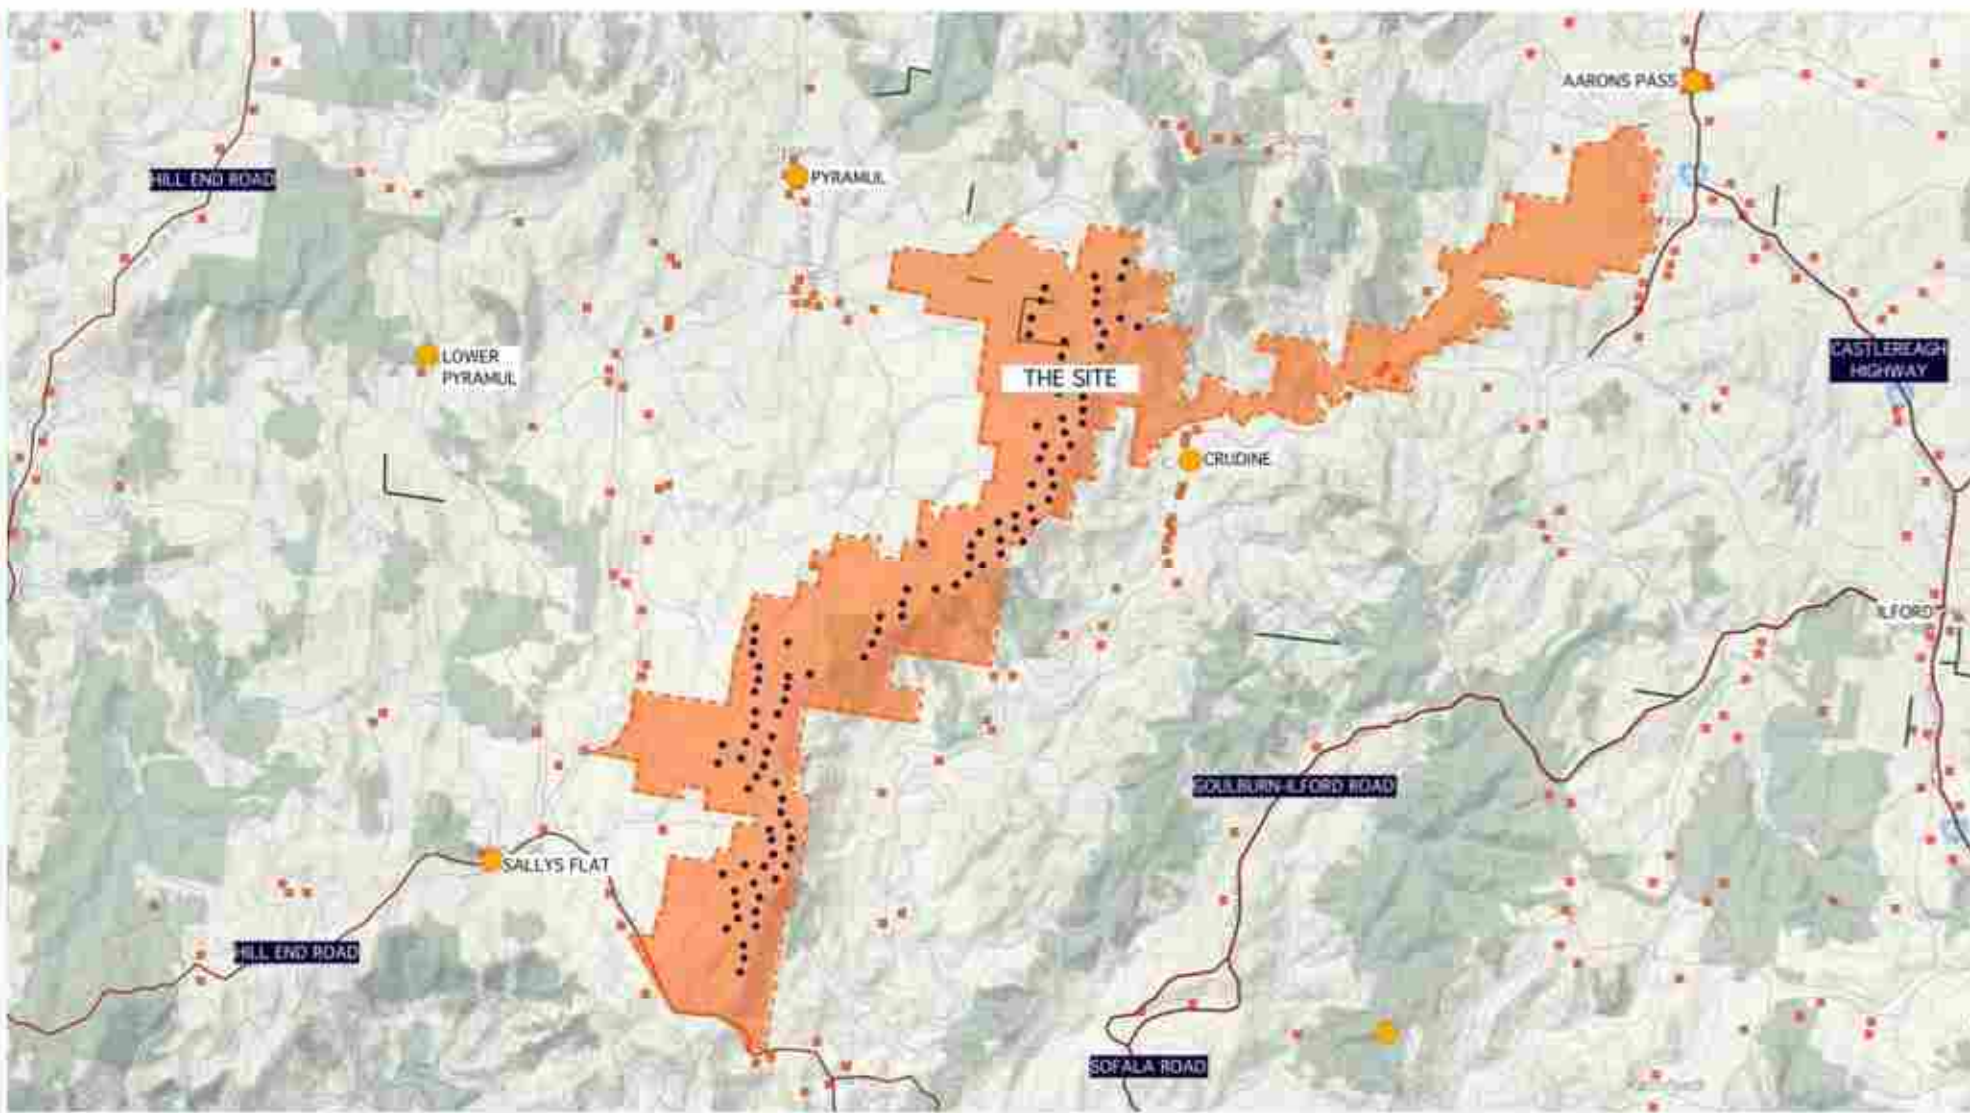 AARONS PASS
HILL END ROAD
PYRAMUL
LOWER
PYRAMUL
THE SITE
CASTLEREAGH
HIGHWAY
CRUDINE
ILFORD
GOULBURN-ILFORD ROAD
SALLYS FLAT
HILL END ROAD
SOFALA ROAD